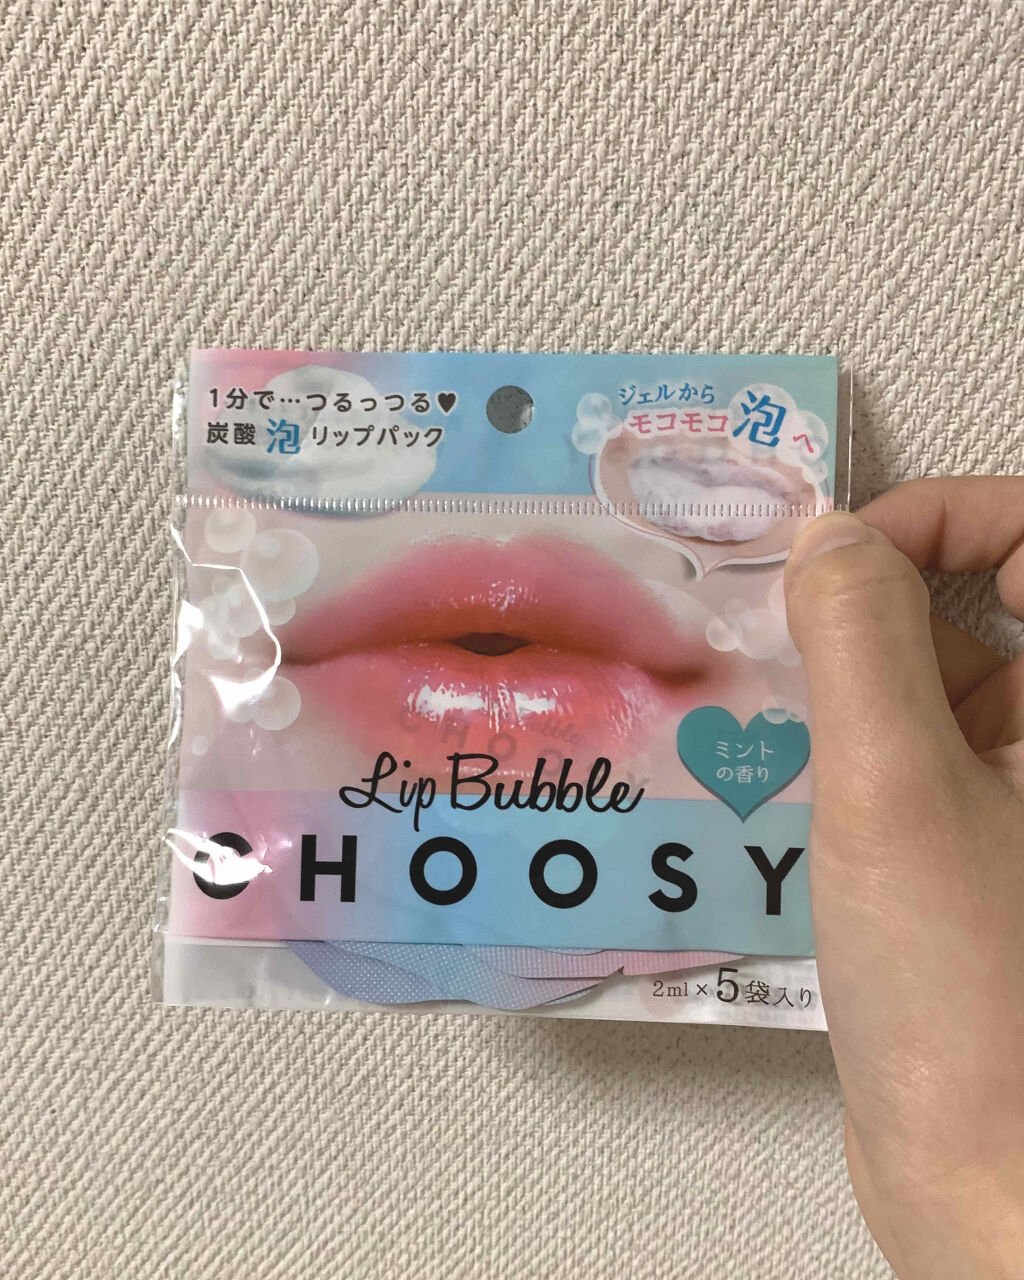 1分で…つるっつる♥
炭酸泡リップパック
ジェルから
モコモコ泡へ
Lip Bubble
ミント
の香り
CHOOSY
2ml×5袋入り